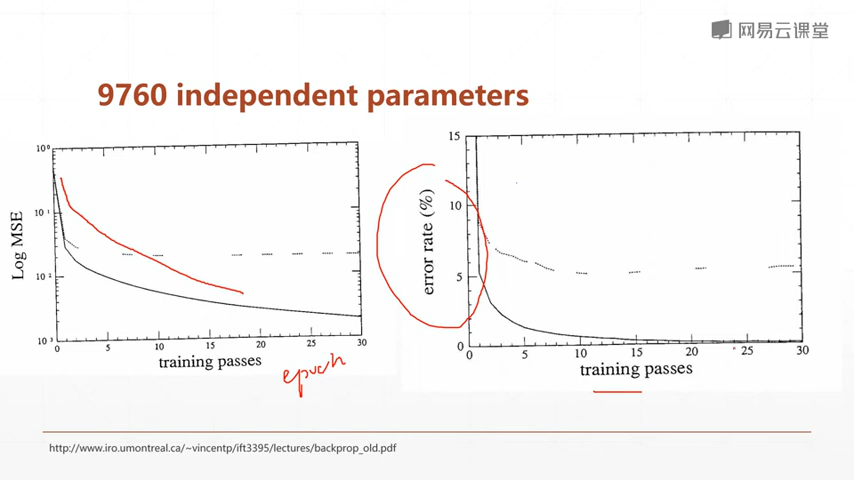 网易云课堂
9760 independent parameters
10⁰
10¹
10²
10³
Log MSE
0 5 10 15 20 25 30
training passes
epoch
15
10
5
0
error rate (%)
0 5 10 15 20 25 30
training passes
http://www.iro.umontreal.ca/~vincentp/ift3395/lectures/backprop_old.pdf